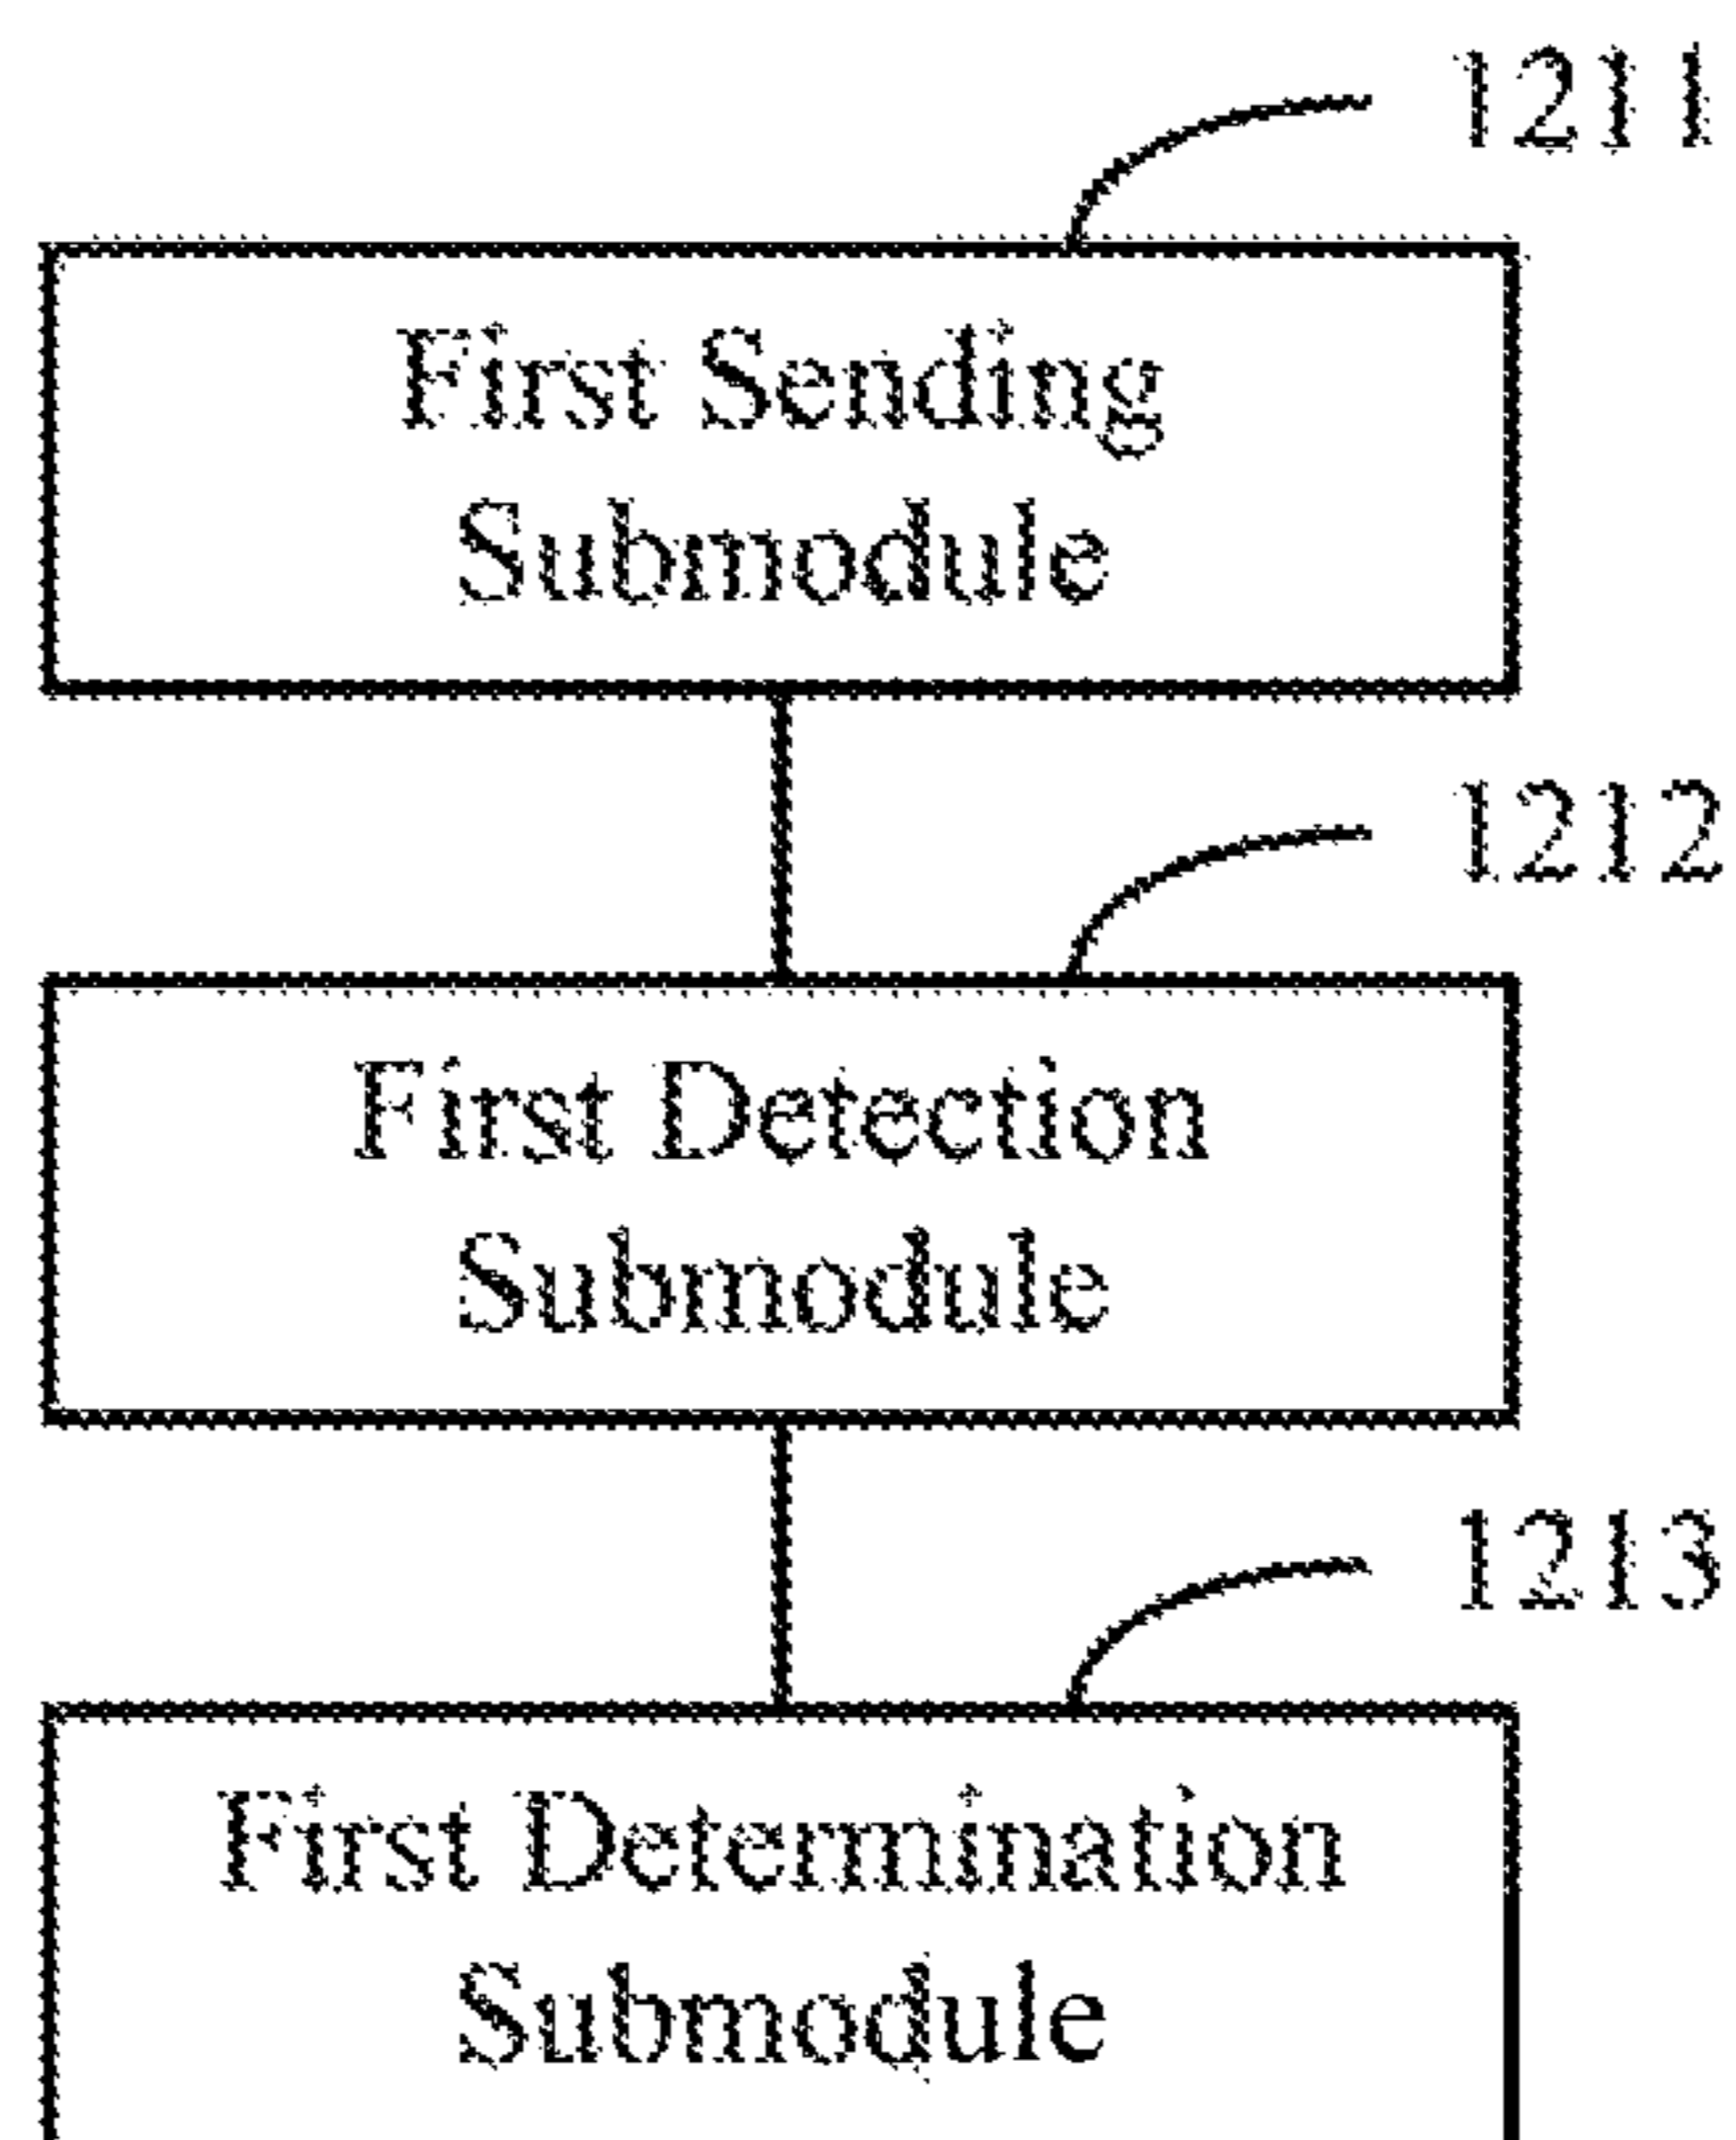 1211
First Sending
Submodule
1212
First Detection
Submodule
1213
First Determination
Submodule